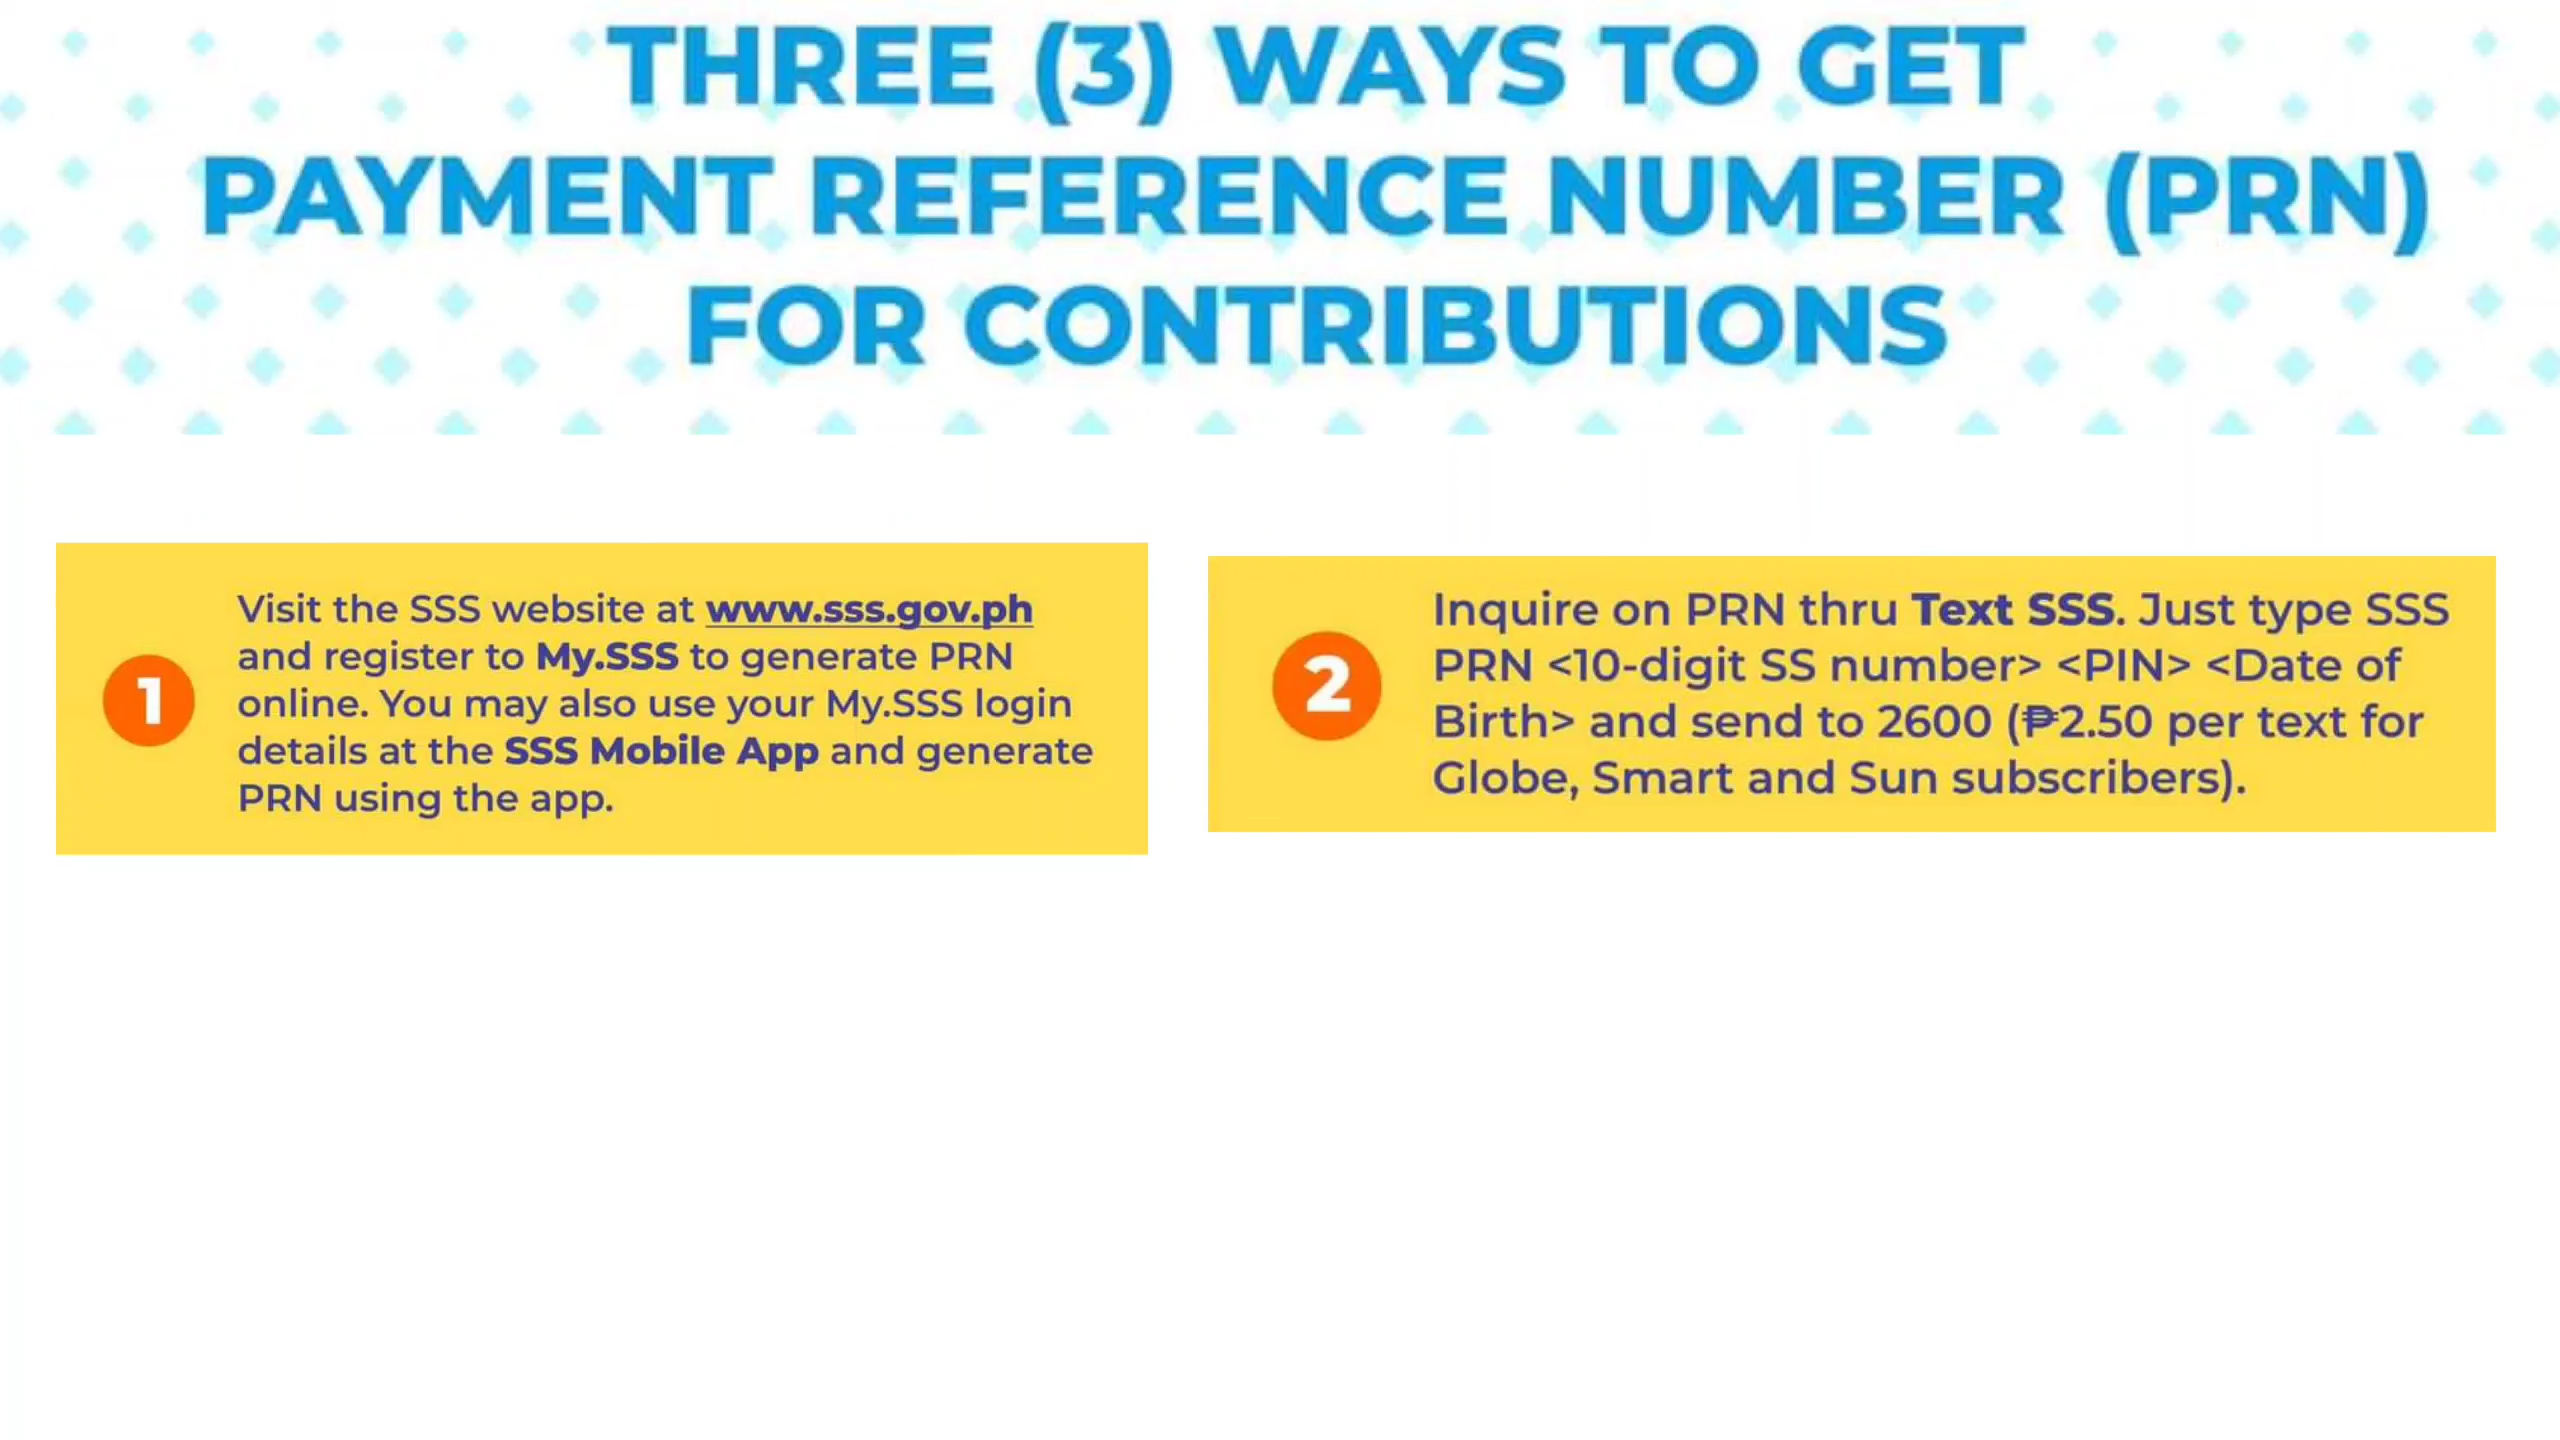 THREE (3) WAYS TO GET
PAYMENT REFERENCE NUMBER (PRN)
FOR CONTRIBUTIONS
1
Visit the SSS website at www.sss.gov.ph
and register to My.SSS to generate PRN
online. You may also use your My.SSS login
details at the SSS Mobile App and generate
PRN using the app.
2
Inquire on PRN thru Text SSS. Just type SSS
PRN <10-digit SS number> <PIN> <Date of
Birth> and send to 2600 (₱2.50 per text for
Globe, Smart and Sun subscribers).